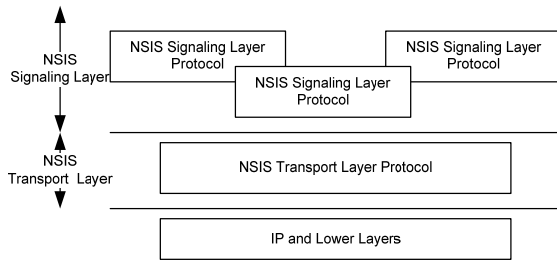 NSIS
Signaling Layer
NSIS Signaling Layer
Protocol
NSIS Signaling Layer
Protocol
NSIS Signaling Layer
Protocol
NSIS
Transport Layer
NSIS Transport Layer Protocol
IP and Lower Layers